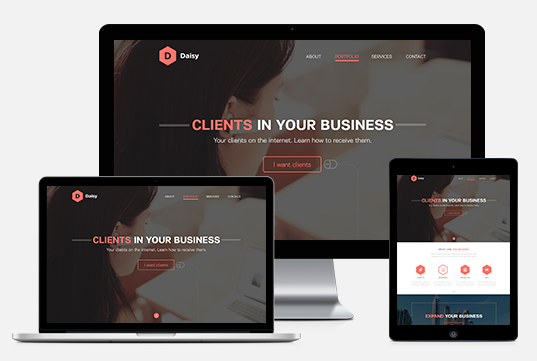 D Daisy
ABOUT PORTFOLIO SERVICES CONTACT
CLIENTS IN YOUR BUSINESS
Your clients on the internet. Learn how to receive them.
I want clients
D Daisy
ABOUT PORTFOLIO SERVICES CONTACT
CLIENTS IN YOUR BUSINESS
Your clients on the internet. Learn how to receive them.
I want clients
Daisy
CLIENTS IN YOUR BUSINESS
EXPAND YOUR BUSINESS